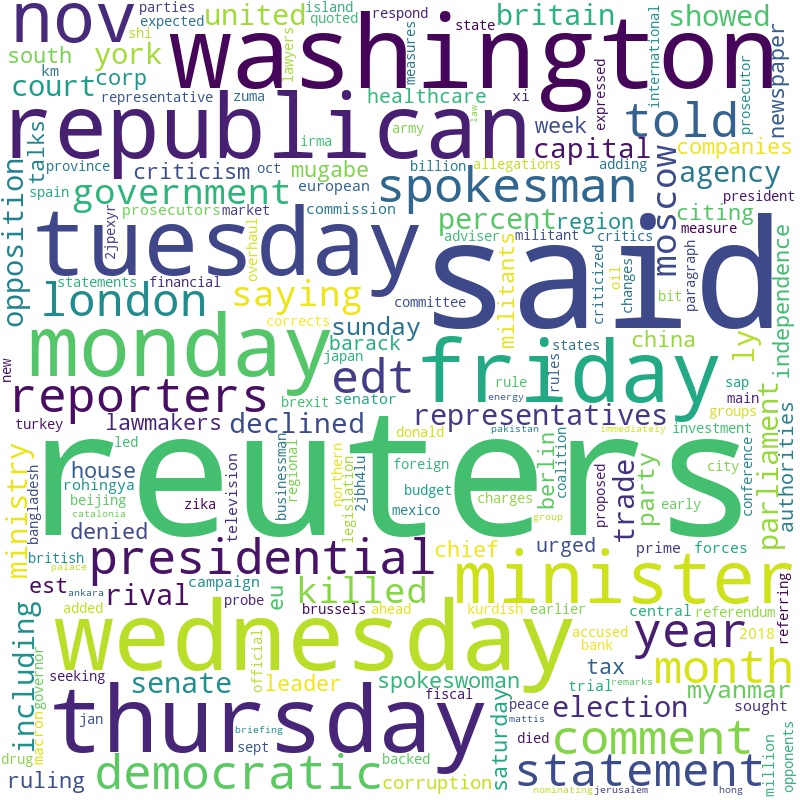 nov
washington
parties
expected
shi
island
quoted
lawyers
respond
measures
state
united
britain
showed
international
newspaper
south
york
km
court
corp
representative
zuma
healthcare
xi
expressed
prosecutor
republican
army
law
week
told
irma
capital
companies
talks
province
criticism
oct
mugabe
billion
allegations
adding
moscow
agency
opposition
spain
government
european
spokesman
president
2jpexyr
prosecutors
market
commission
percent
region
citing
measure
tuesday
said
adviser
militant
critics
overhaul
statements
financial
militants
criticized
oil
changes
paragraph
independence
london
saying
committee
states
bit
corrects
sunday
china
ly
monday
barack
friday
japan
rule
rules
sap
new
reporters
edt
senator
energy
main
groups
turkey
lawmakers
declined
brexit
donald
representatives
pakistan
immediately
investment
led
reuters
house
television
businessman
regional
northern
legislation
2jbh4lu
foreign
berlin
coalition
proposed
trade
party
city
conference
parliament
authorities
ministry
bangladesh
rohingya
beijing
zika
budget
charges
mexico
group
early
catalonia
denied
british
presidential
chief
urged
prime
forces
palace
est
ankara
rival
campaign
probe
killed
eu
minister
brussels
ahead
kurdish
earlier
central
referendum
referring
including
added
wednesday
accused
bank
year
2018
macron
governor
seeking
official
tax
month
senate
leader
spokeswoman
fiscal
trial
remarks
myanmar
thursday
jan
briefing
sept
saturday
peace
mattis
election
sought
died
comment
drug
ruling
democratic
backed
corruption
statement
million
opponents
nominating
jerusalem
hong